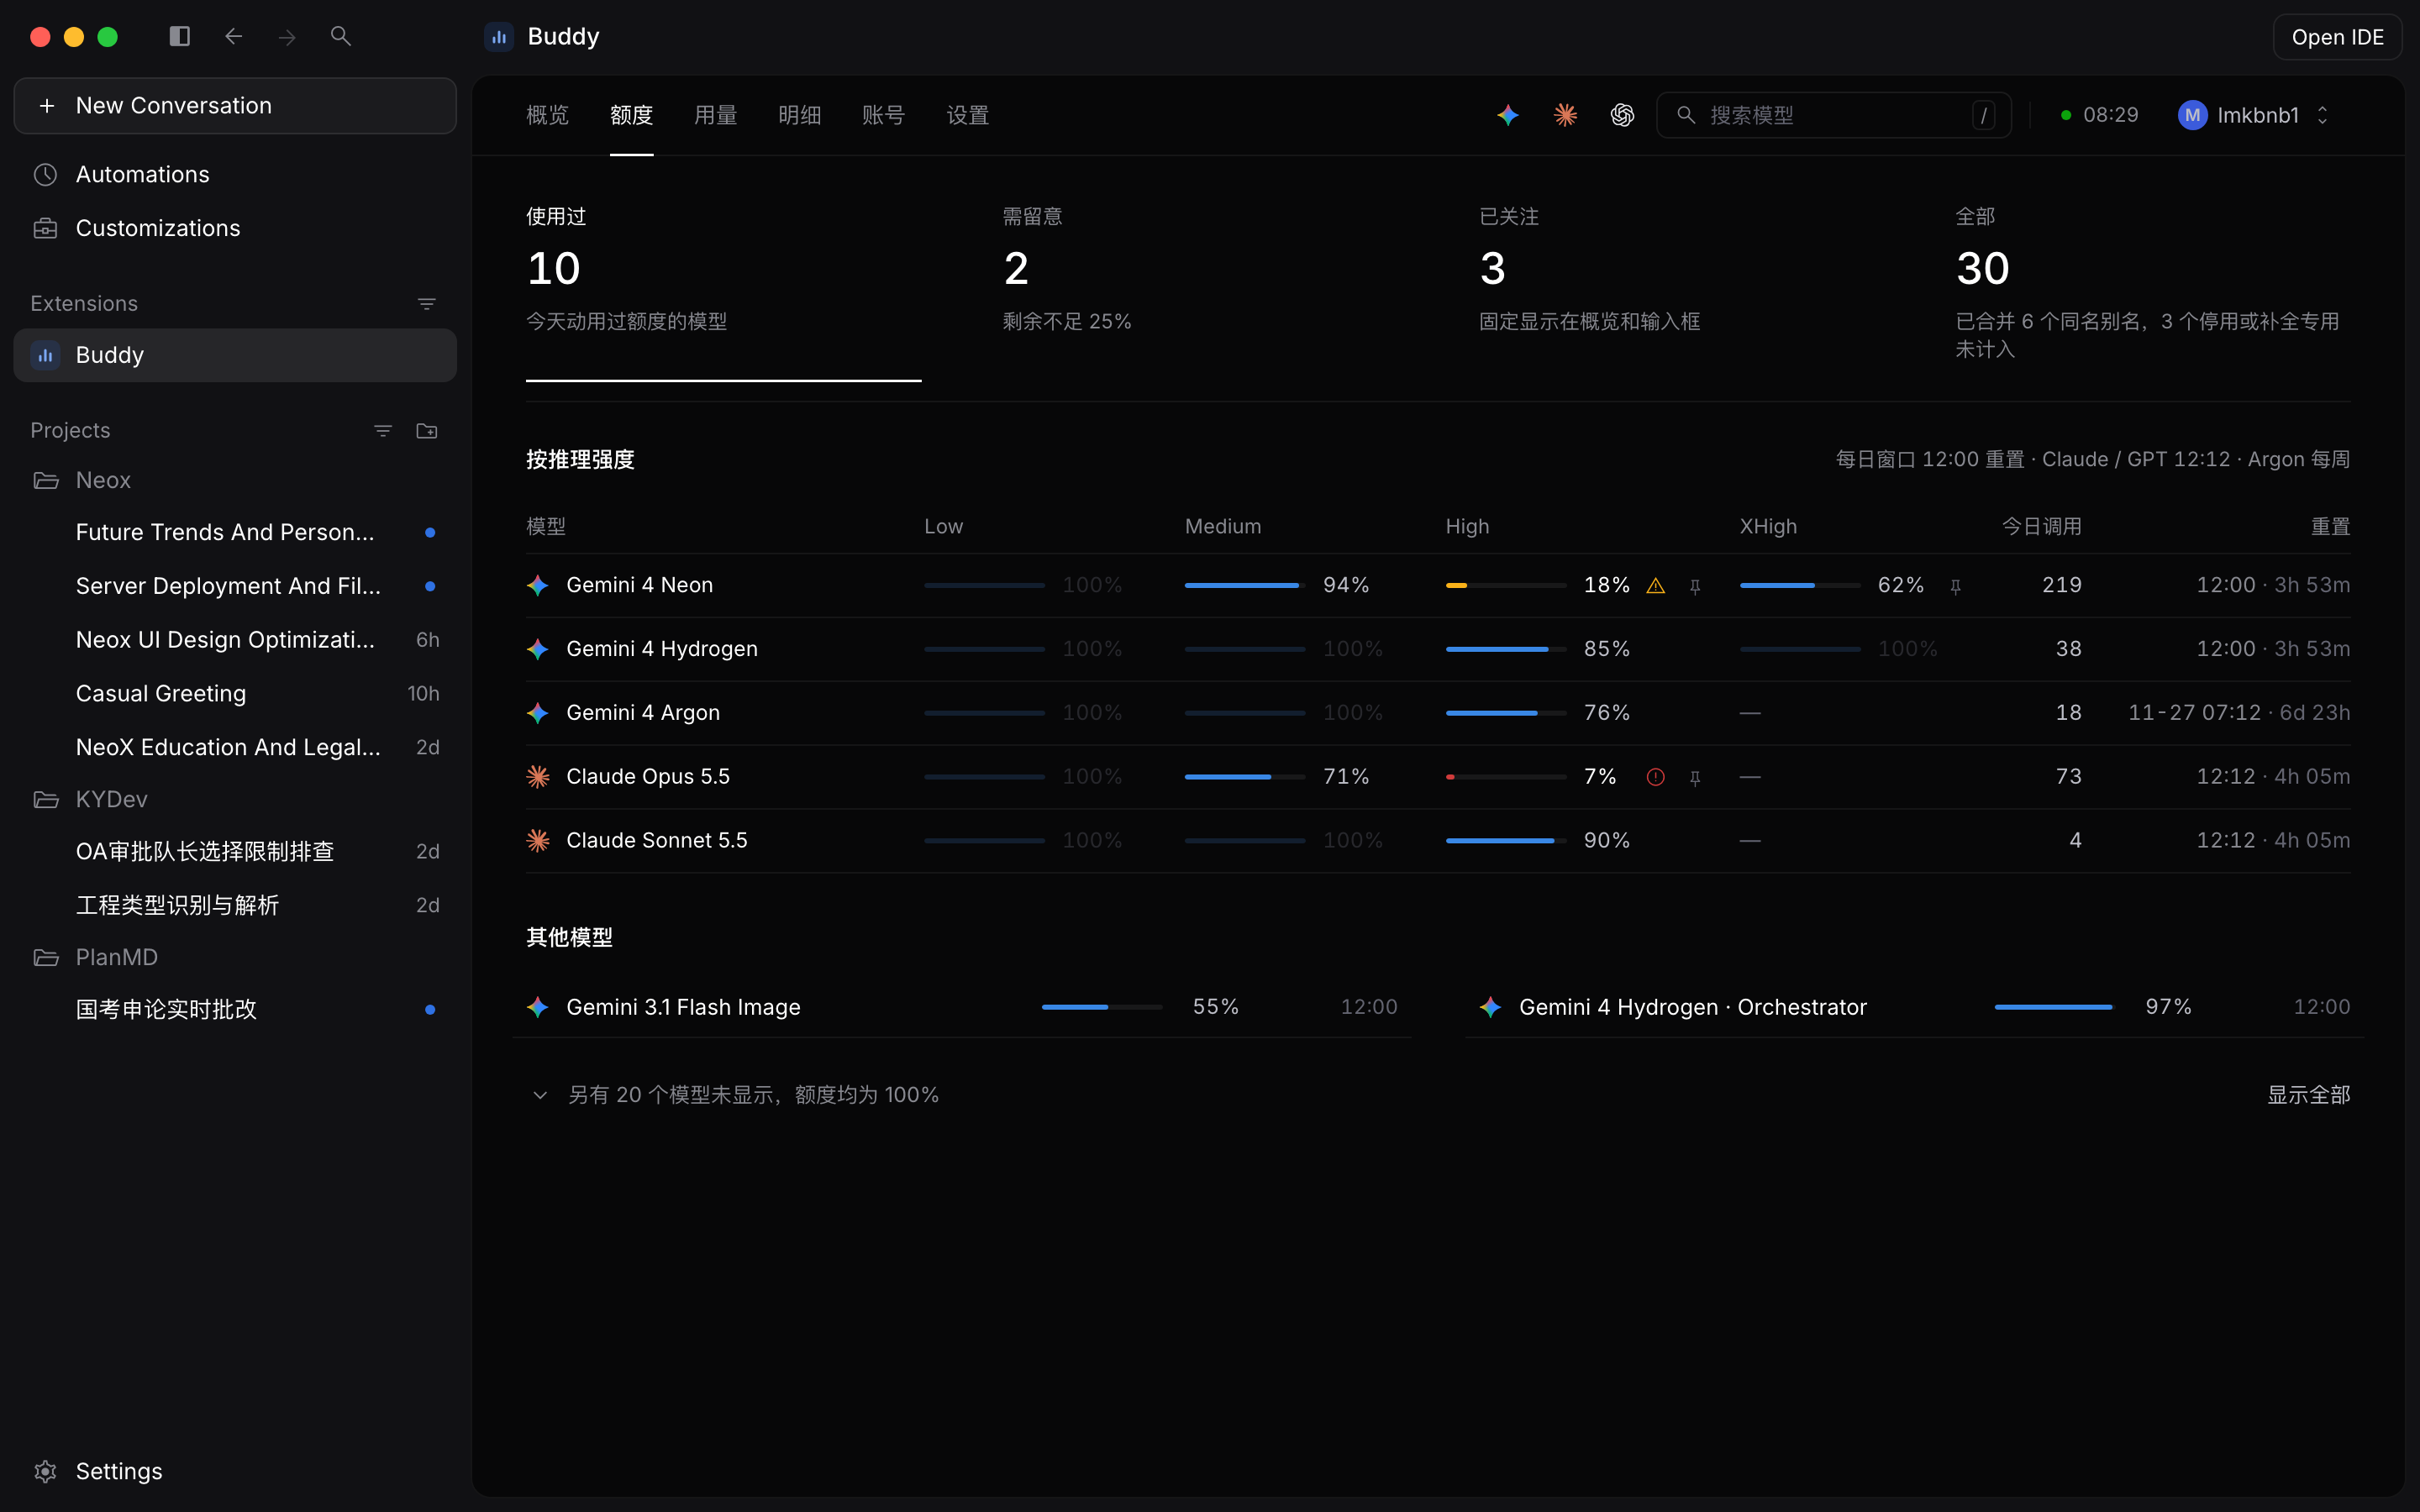 Buddy
Open IDE
New Conversation
Automations
Customizations
Extensions
Buddy
Projects
Neox
Future Trends And Person...
Server Deployment And Fil...
Neox UI Design Optimizati... 6h
Casual Greeting 10h
NeoX Education And Legal... 2d
KYDev
OA审批队长选择限制排查 2d
工程类型识别与解析 2d
PlanMD
国考申论实时批改
Settings
概览 额度 用量 明细 账号 设置
搜索模型 /
08:29
M lmkbnb1
使用过
10
今天动用过额度的模型
需留意
2
剩余不足 25%
已关注
3
固定显示在概览和输入框
全部
30
已合并 6 个同名别名，3 个停用或补全专用
未计入
按推理强度
每日窗口 12:00 重置 · Claude / GPT 12:12 · Argon 每周
模型 Low Medium High XHigh 今日调用 重置
Gemini 4 Neon 100% 94% 18% 62% 219 12:00 · 3h 53m
Gemini 4 Hydrogen 100% 100% 85% 100% 38 12:00 · 3h 53m
Gemini 4 Argon 100% 100% 76% — 18 11-27 07:12 · 6d 23h
Claude Opus 5.5 100% 71% 7% — 73 12:12 · 4h 05m
Claude Sonnet 5.5 100% 100% 90% — 4 12:12 · 4h 05m
其他模型
Gemini 3.1 Flash Image 55% 12:00
Gemini 4 Hydrogen · Orchestrator 97% 12:00
另有 20 个模型未显示，额度均为 100%
显示全部